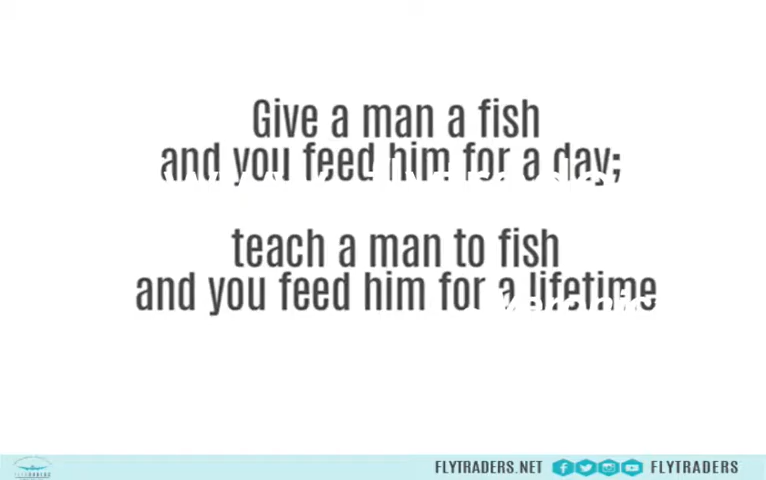 Give a man a fish
and you feed him for a day;
teach a man to fish
and you feed him for a lifetime
FLYTRADERS.NET FLYTRADERS